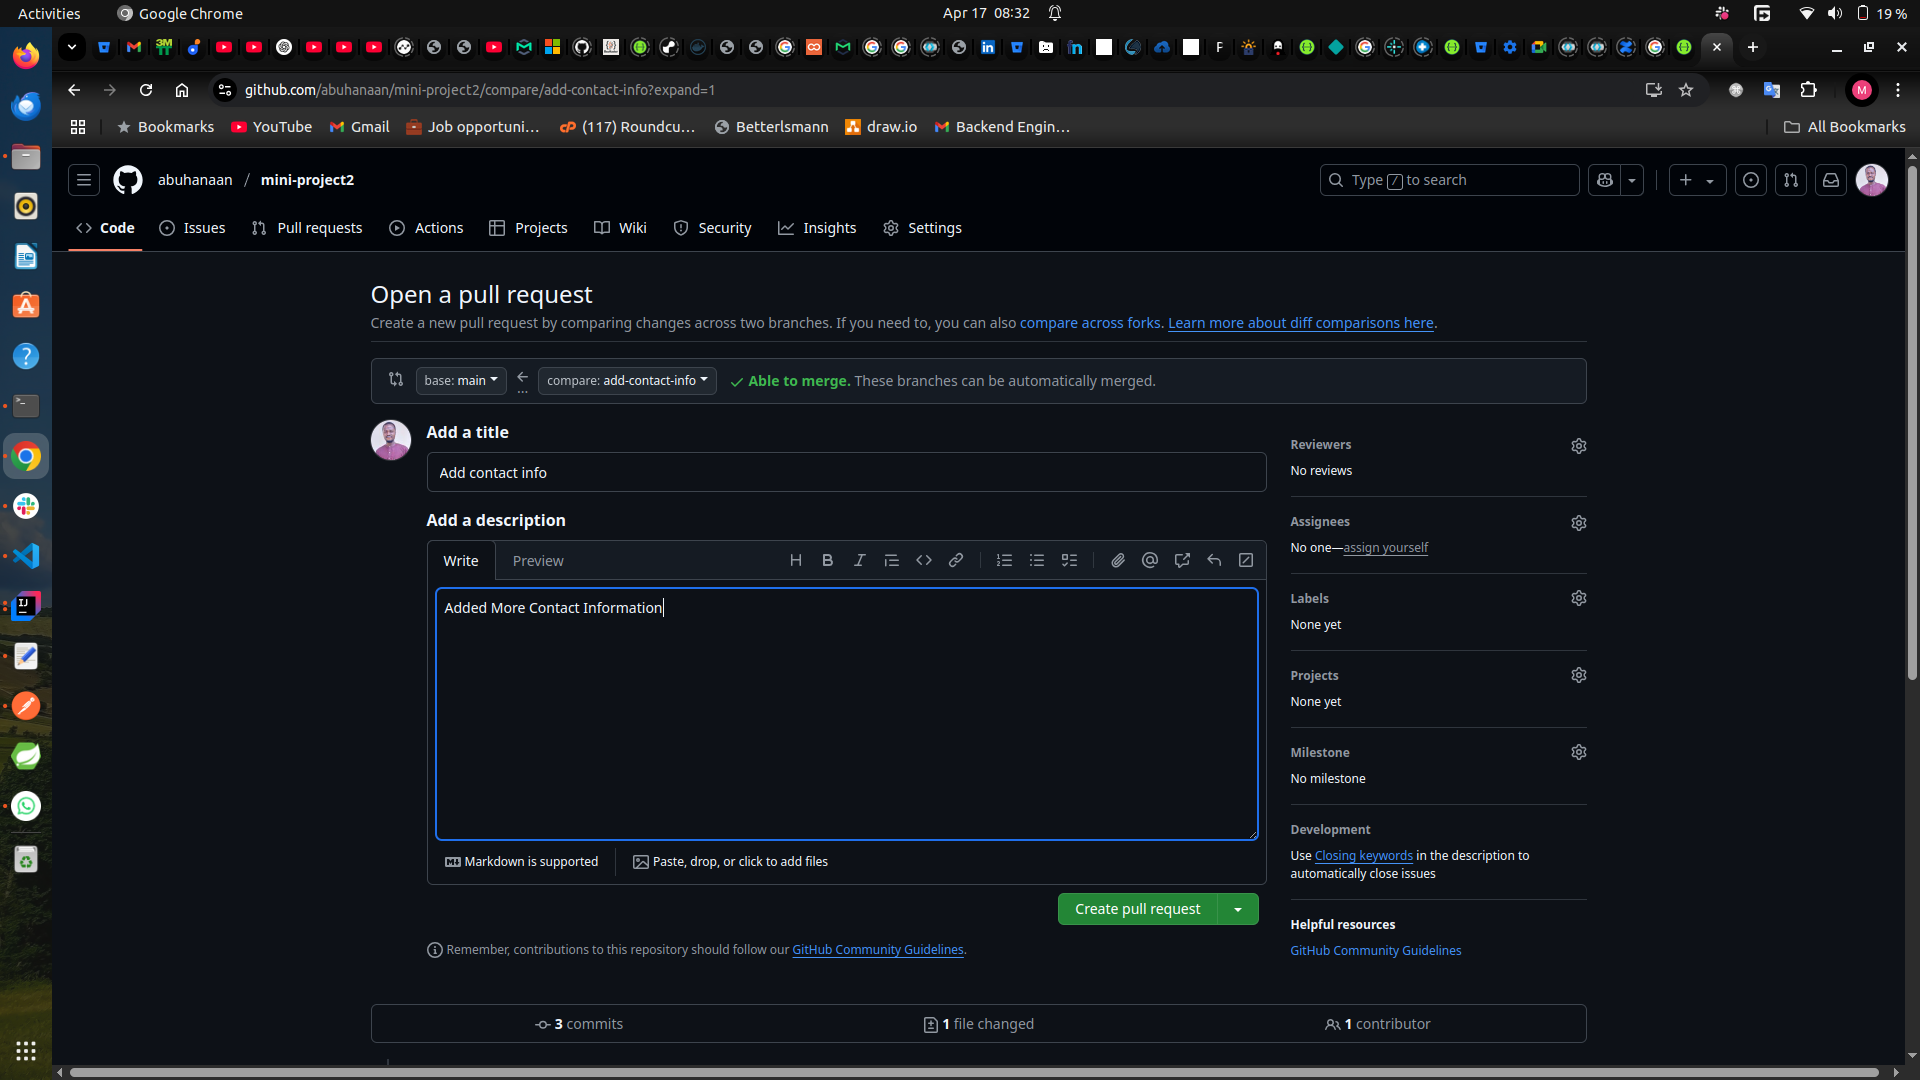 Activities
Google Chrome
Apr 17 08:32
19 %
github.com/abuhanaan/mini-project2/compare/add-contact-info?expand=1
M
Bookmarks
YouTube
Gmail
Job opportuni...
(117) Roundcu...
Betterlsmann
draw.io
Backend Engin...
All Bookmarks
abuhanaan / mini-project2
Type / to search
Code
Issues
Pull requests
Actions
Projects
Wiki
Security
Insights
Settings
Open a pull request
Create a new pull request by comparing changes across two branches. If you need to, you can also compare across forks. Learn more about diff comparisons here.
base: main
...
compare: add-contact-info
Able to merge. These branches can be automatically merged.
Add a title
Add contact info
Add a description
Write
Preview
Added More Contact Information
Markdown is supported
Paste, drop, or click to add files
Create pull request
Remember, contributions to this repository should follow our GitHub Community Guidelines.
Reviewers
No reviews
Assignees
No one—assign yourself
Labels
None yet
Projects
None yet
Milestone
No milestone
Development
Use Closing keywords in the description to
automatically close issues
Helpful resources
GitHub Community Guidelines
3 commits
1 file changed
1 contributor